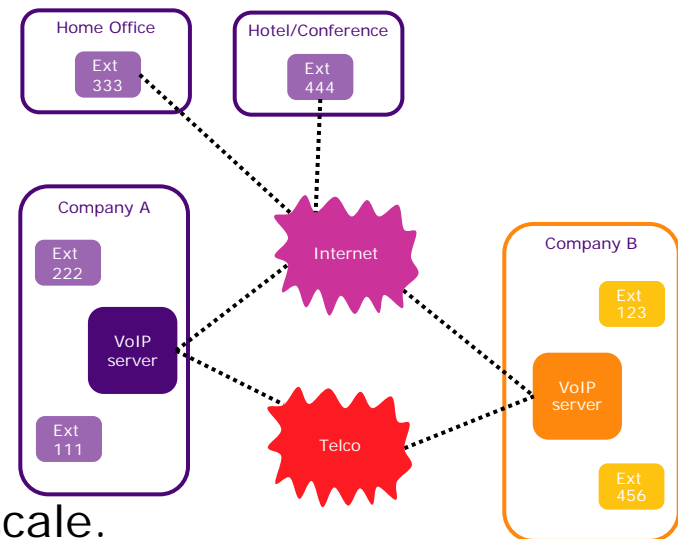 Home Office
Ext
333
Hotel/Conference
Ext
444
Company A
Ext
222
VoIP
server
Ext
111
Internet
Telco
Company B
Ext
123
VoIP
server
Ext
456
cale.